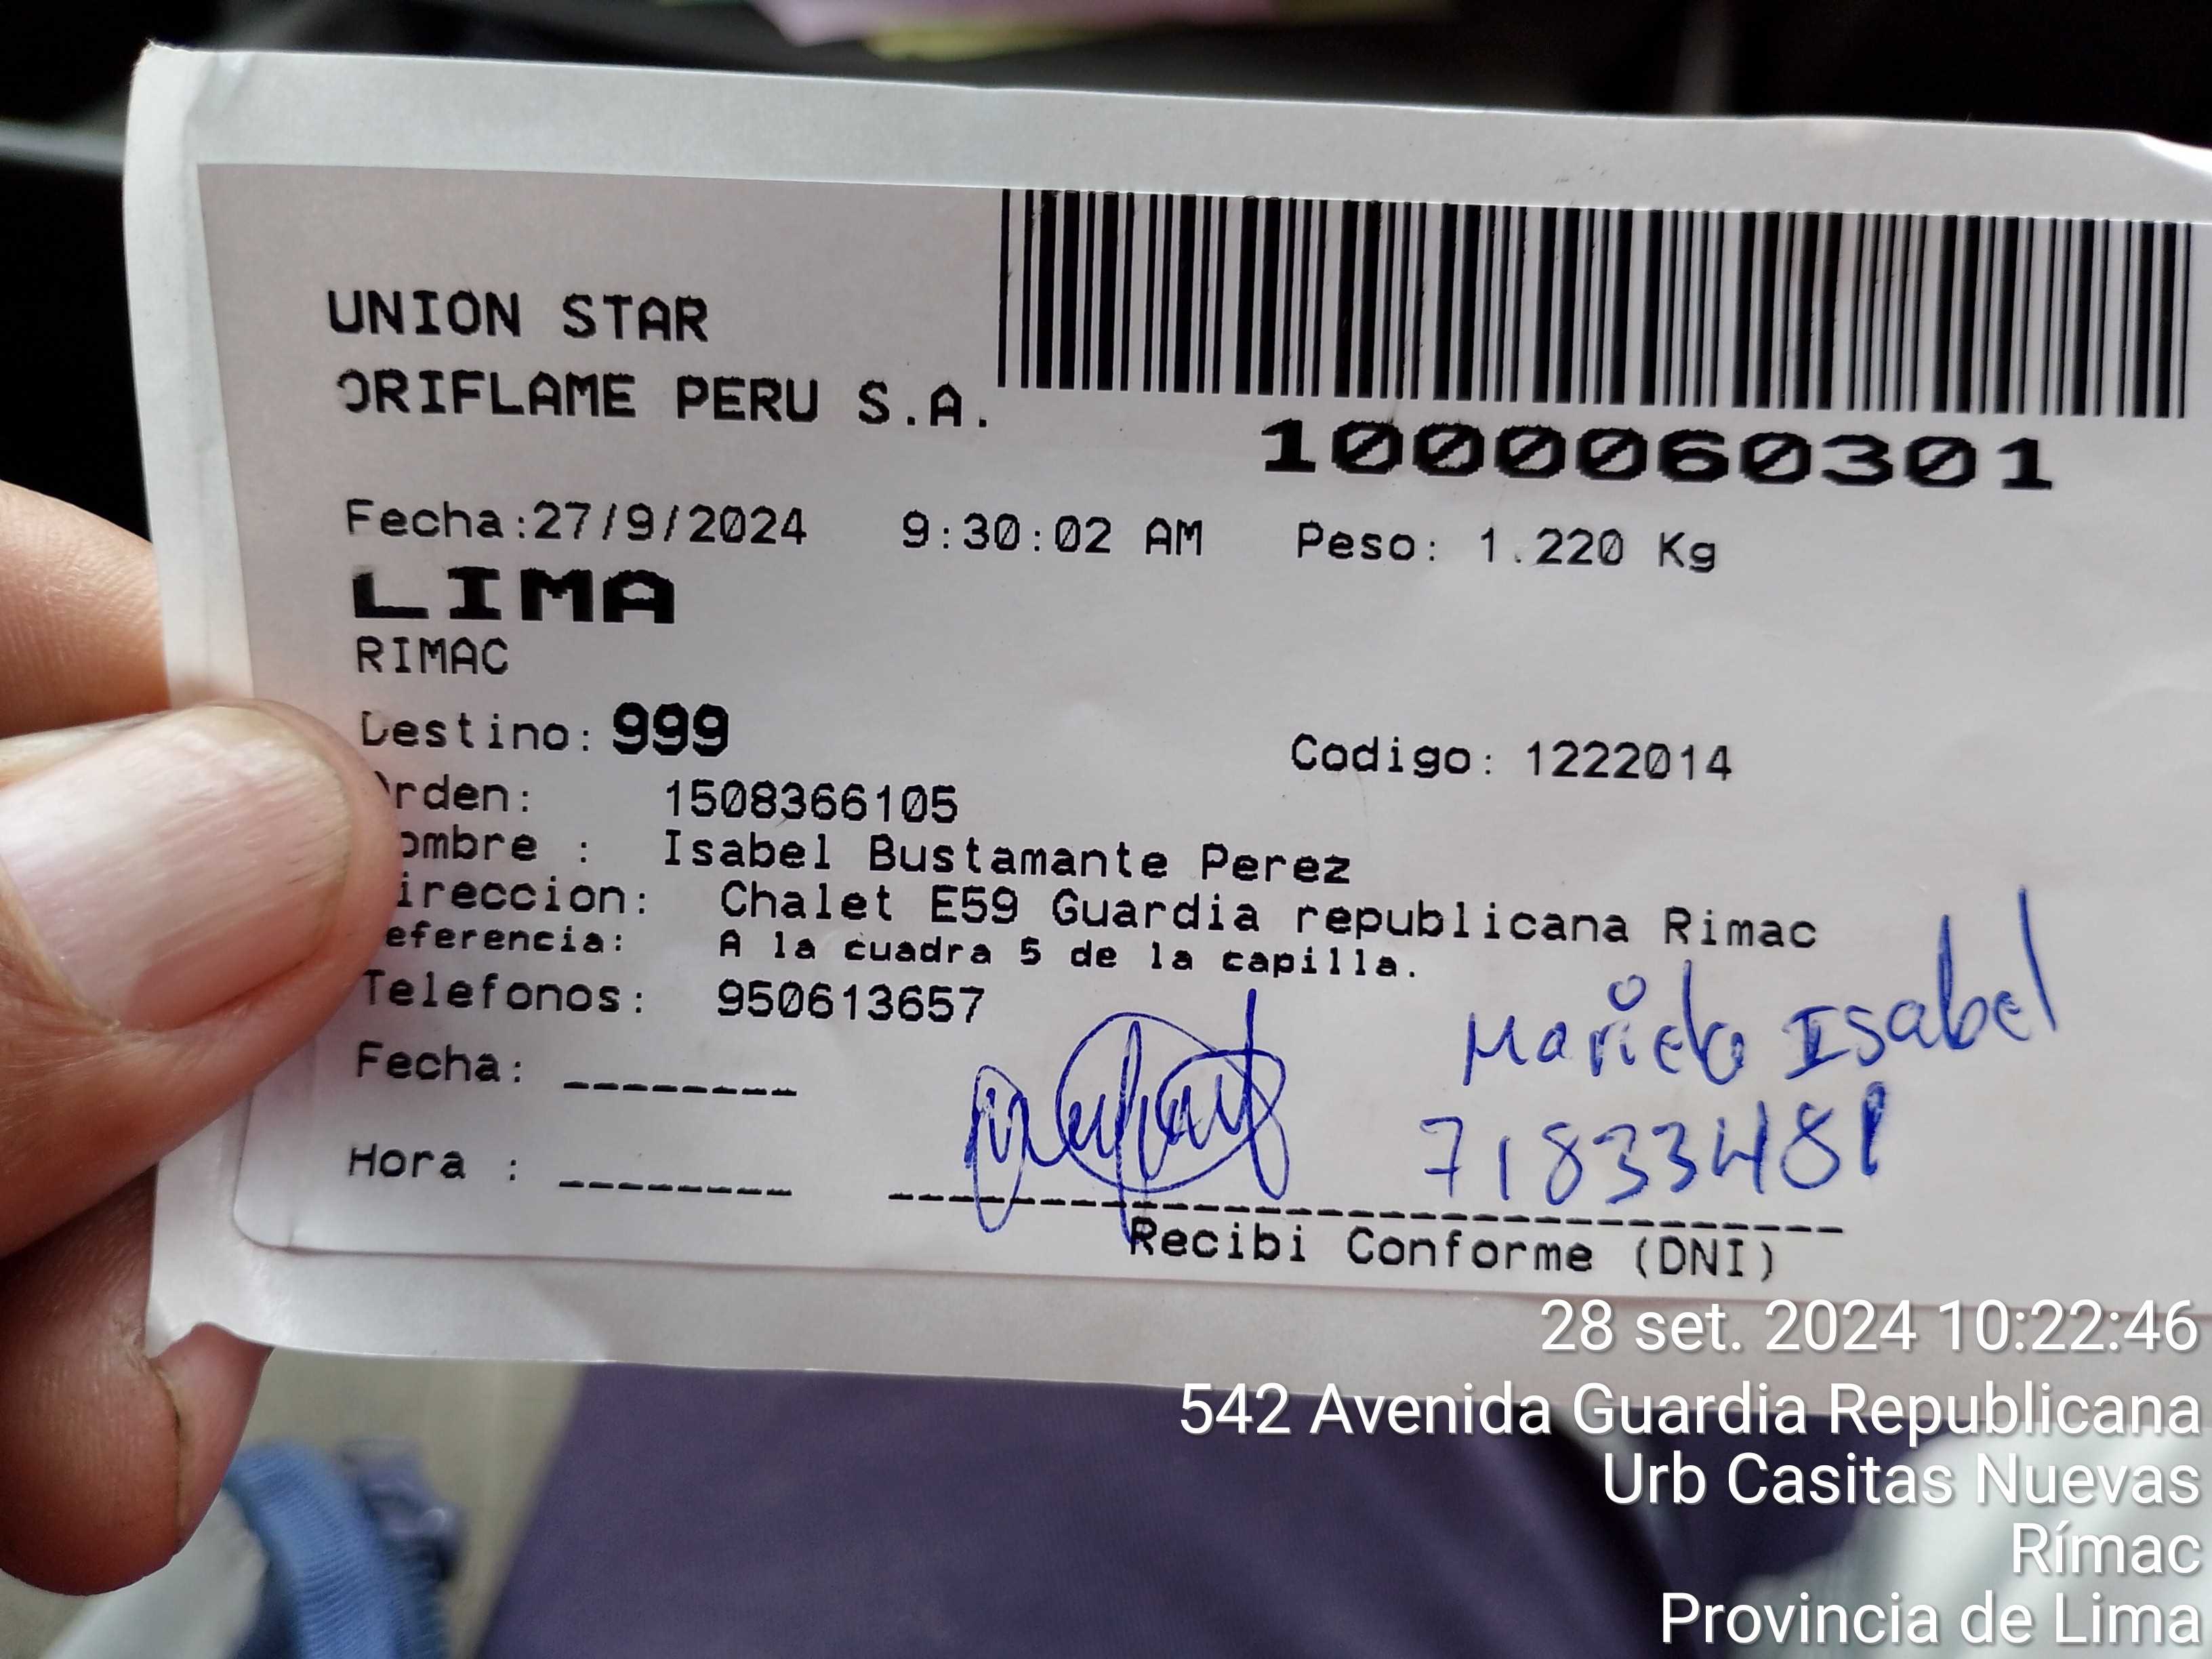 UNION STAR
ORIFLAME PERU S.A.
1000060301
Fecha:27/9/2024 9:30:02 AM Peso: 1.220 Kg
LIMA
RIMAC
Destino: 999 Codigo: 1222014
Orden: 1508366105
ombre : Isabel Bustamante Perez
ireccion: Chalet E59 Guardia republicana Rimac
eferencia: A la cuadra 5 de la capilla.
Telefonos: 950613657
Isabel
Fecha: --------
71833481
Hora : --------
Recibi Conforme (DNI)
28 set. 2024 10:22:46
542 Avenida Guardia Republicana
Urb Casitas Nuevas
Rímac
Provincia de Lima